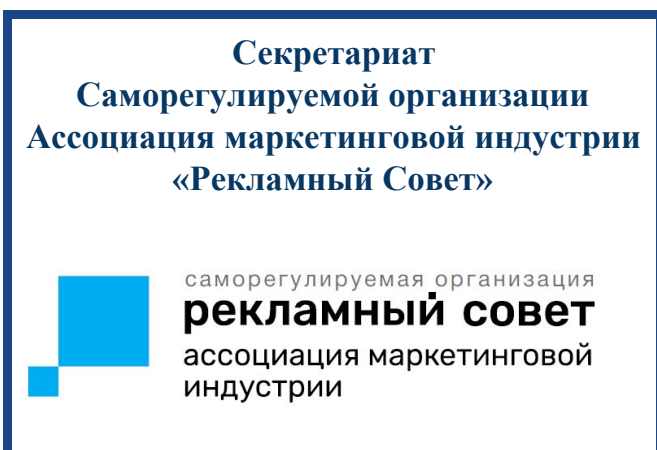 Секретариат
Саморегулируемой организации
Ассоциация маркетинговой индустрии
«Рекламный Совет»
саморегулируемая организация
рекламный совет
ассоциация маркетинговой
индустрии